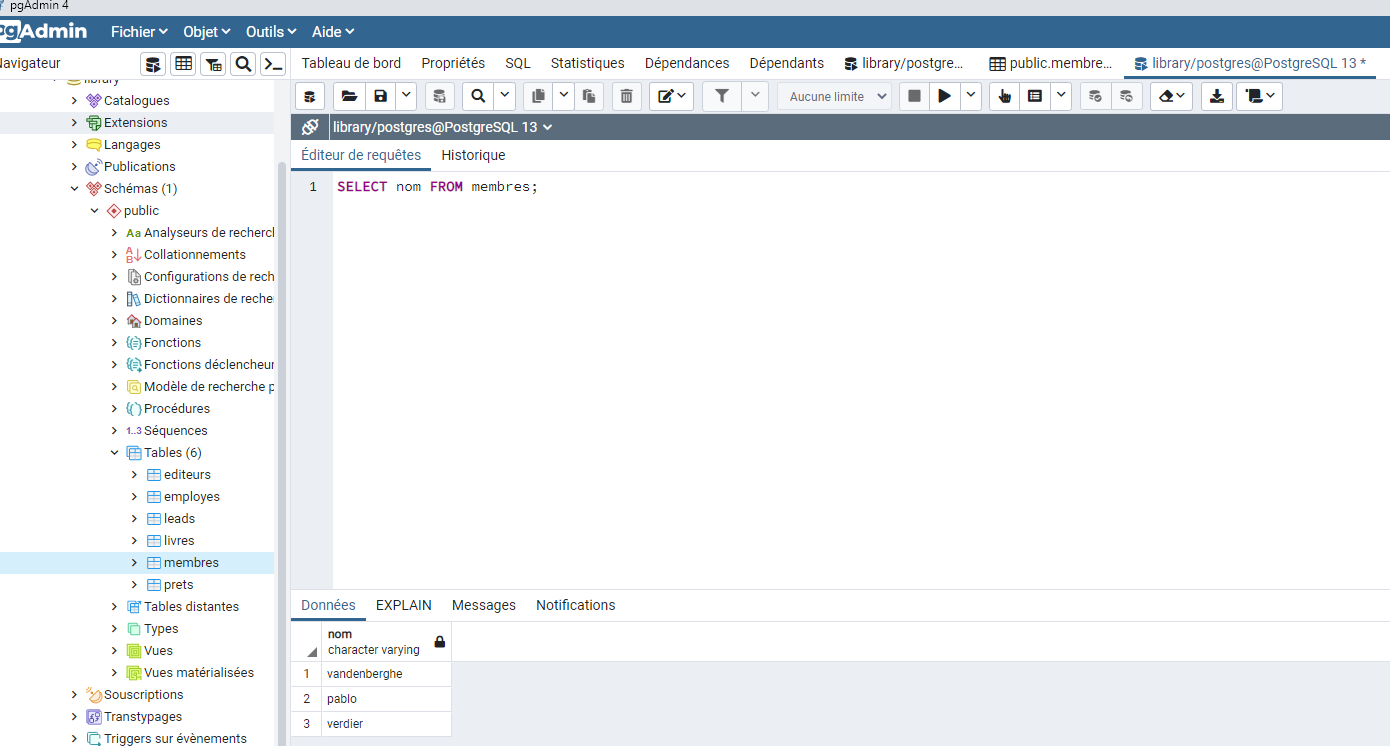 pgAdmin 4
pgAdmin Fichier Objet Outils Aide
Navigateur
Tableau de bord Propriétés SQL Statistiques Dépendances Dépendants library/postgre... public.membre... library/postgres@PostgreSQL 13 *
library
Catalogues
Extensions
Langages
Publications
Schémas (1)
public
Aa Analyseurs de recherc
Collationnements
Configurations de rech
Dictionnaires de reche
Domaines
Fonctions
Fonctions déclencheur
Modèle de recherche p
Procédures
1..3 Séquences
Tables (6)
editeurs
employes
leads
livres
membres
prets
Tables distantes
Types
Vues
Vues matérialisées
Souscriptions
Transtypages
Triggers sur évènements
Aucune limite
library/postgres@PostgreSQL 13
Éditeur de requêtes Historique
1 SELECT nom FROM membres;
Données EXPLAIN Messages Notifications
nom
character varying
1 vandenberghe
2 pablo
3 verdier